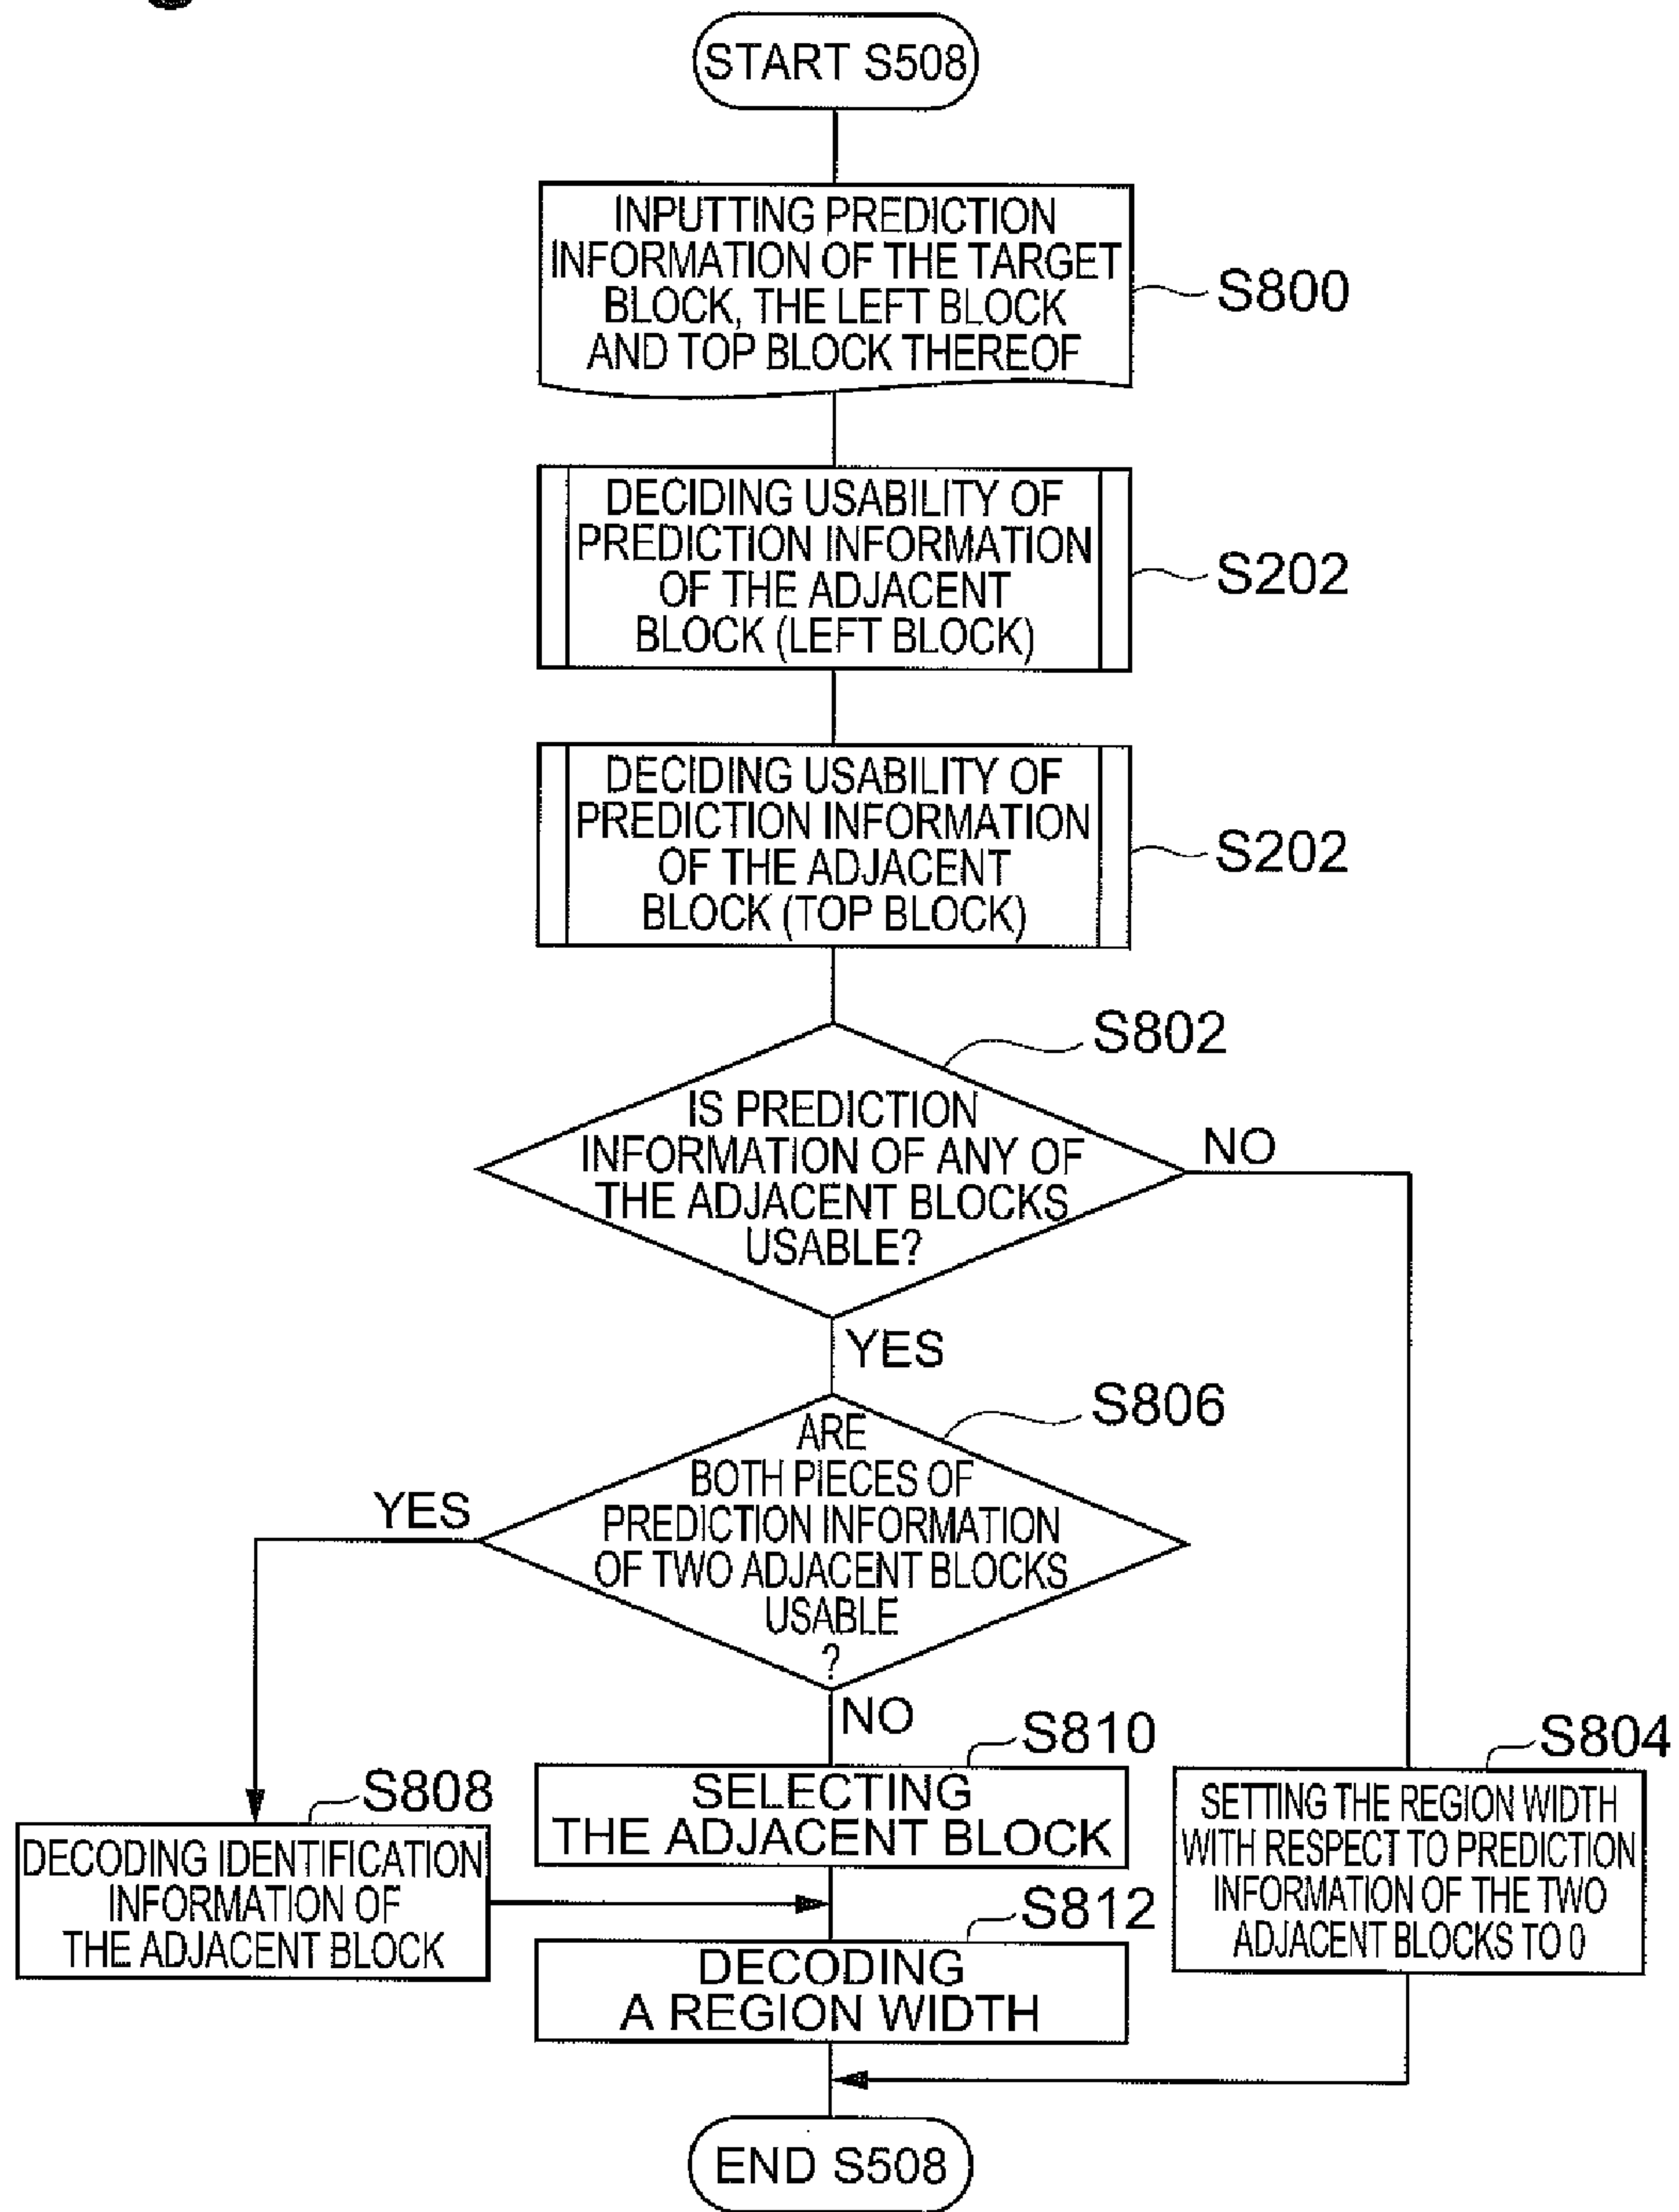 START S508
INPUTTING PREDICTION
INFORMATION OF THE TARGET
BLOCK, THE LEFT BLOCK
AND TOP BLOCK THEREOF
S800
DECIDING USABILITY OF
PREDICTION INFORMATION
OF THE ADJACENT
BLOCK (LEFT BLOCK)
S202
DECIDING USABILITY OF
PREDICTION INFORMATION
OF THE ADJACENT
BLOCK (TOP BLOCK)
S202
S802
IS PREDICTION
INFORMATION OF ANY OF
THE ADJACENT BLOCKS
USABLE?
NO
YES
S806
ARE
BOTH PIECES OF
PREDICTION INFORMATION
OF TWO ADJACENT BLOCKS
USABLE
?
YES
NO
S810
SELECTING
THE ADJACENT BLOCK
S804
SETTING THE REGION WIDTH
WITH RESPECT TO PREDICTION
INFORMATION OF THE TWO
ADJACENT BLOCKS TO 0
S808
DECODING IDENTIFICATION
INFORMATION OF
THE ADJACENT BLOCK
S812
DECODING
A REGION WIDTH
END S508